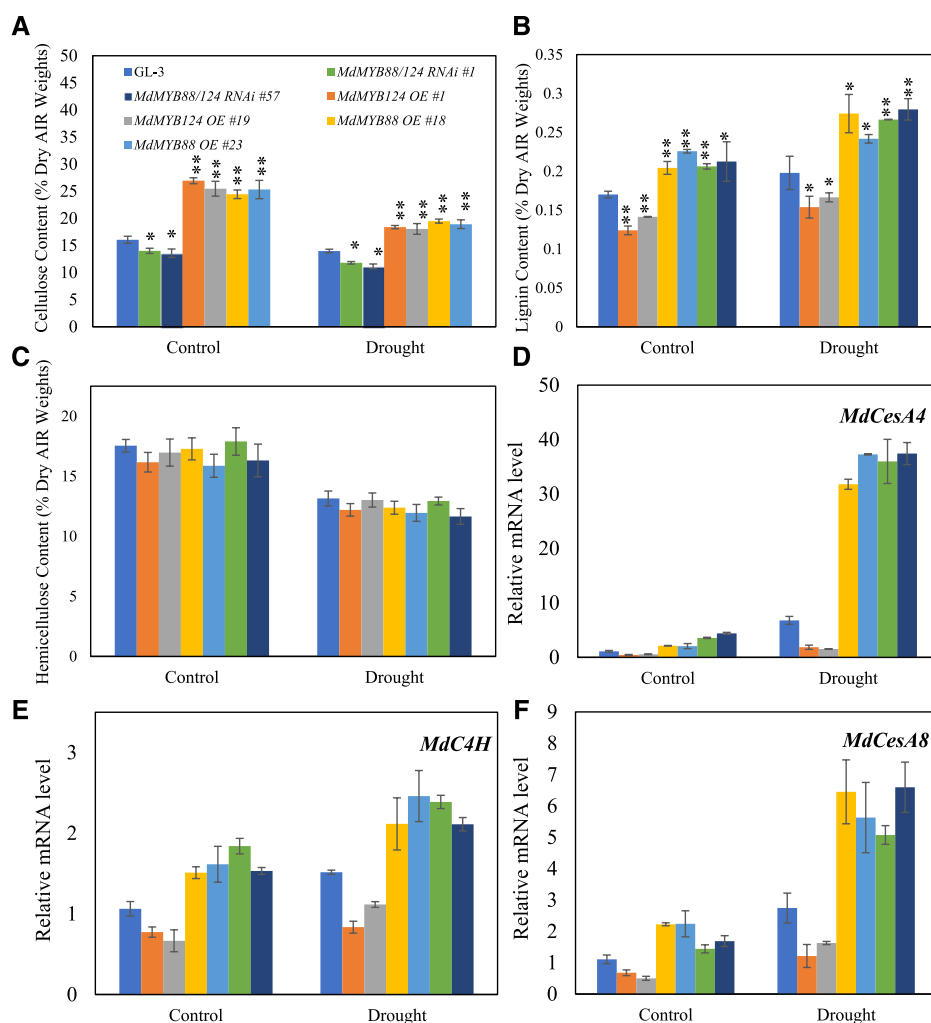 A
Cellulose Content (% Dry AIR Weights)
50
45
40
35
30
25
20
15
10
5
0
GL-3
MdMYB88/124 RNAi #1
MdMYB88/124 RNAi #57
MdMYB124 OE #1
MdMYB124 OE #19
MdMYB88 OE #18
MdMYB88 OE #23
* * ** ** ** **
* * ** ** ** **
Control
Drought
B
Lignin Content (% Dry AIR Weights)
0.35
0.3
0.25
0.2
0.15
0.1
0.05
0
** ** ** ** ** *
* * * * ** **
Control
Drought
C
Hemicellulose Content (% Dry AIR Weights)
20
15
10
5
0
Control
Drought
D
MdCesA4
Relative mRNA level
50
40
30
20
10
0
Control
Drought
E
MdC4H
Relative mRNA level
3
2
1
0
Control
Drought
F
MdCesA8
Relative mRNA level
9
8
7
6
5
4
3
2
1
0
Control
Drought